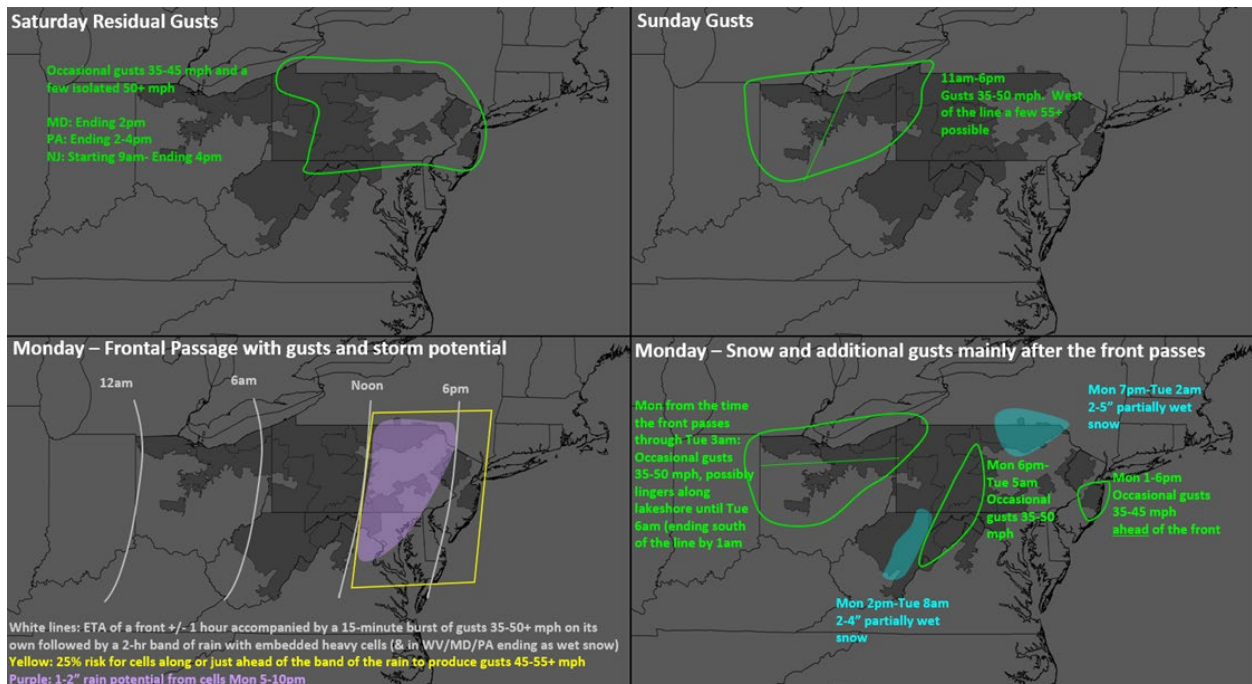 Saturday Residual Gusts
Occasional gusts 35-45 mph and a
few isolated 50+ mph
MD: Ending 2pm
PA: Ending 2-4pm
NJ: Starting 9am- Ending 4pm
Sunday Gusts
11am-6pm
Gusts 35-50 mph.  West
of the line a few 55+
possible
Monday – Frontal Passage with gusts and storm potential
12am
6am
Noon
6pm
White lines: ETA of a front +/- 1 hour accompanied by a 15-minute burst of gusts 35-50+ mph on its
own followed by a 2-hr band of rain with embedded heavy cells (& in WV/MD/PA ending as wet snow)
Yellow: 25% risk for cells along or just ahead of the band of the rain to produce gusts 45-55+ mph
Purple: 1-2” rain potential from cells Mon 5-10pm
Monday – Snow and additional gusts mainly after the front passes
Mon from the time
the front passes
through Tue 3am:
Occasional gusts
35-50 mph, possibly
lingers along
lakeshore until Tue
6am (ending south
of the line by 1am
Mon 7pm-Tue 2am
2-5” partially wet
snow
Mon 6pm-
Tue 5am
Occasional
gusts 35-50
mph
Mon 1-6pm
Occasional gusts
35-45 mph
ahead of the front
Mon 2pm-Tue 8am
2-4” partially wet
snow